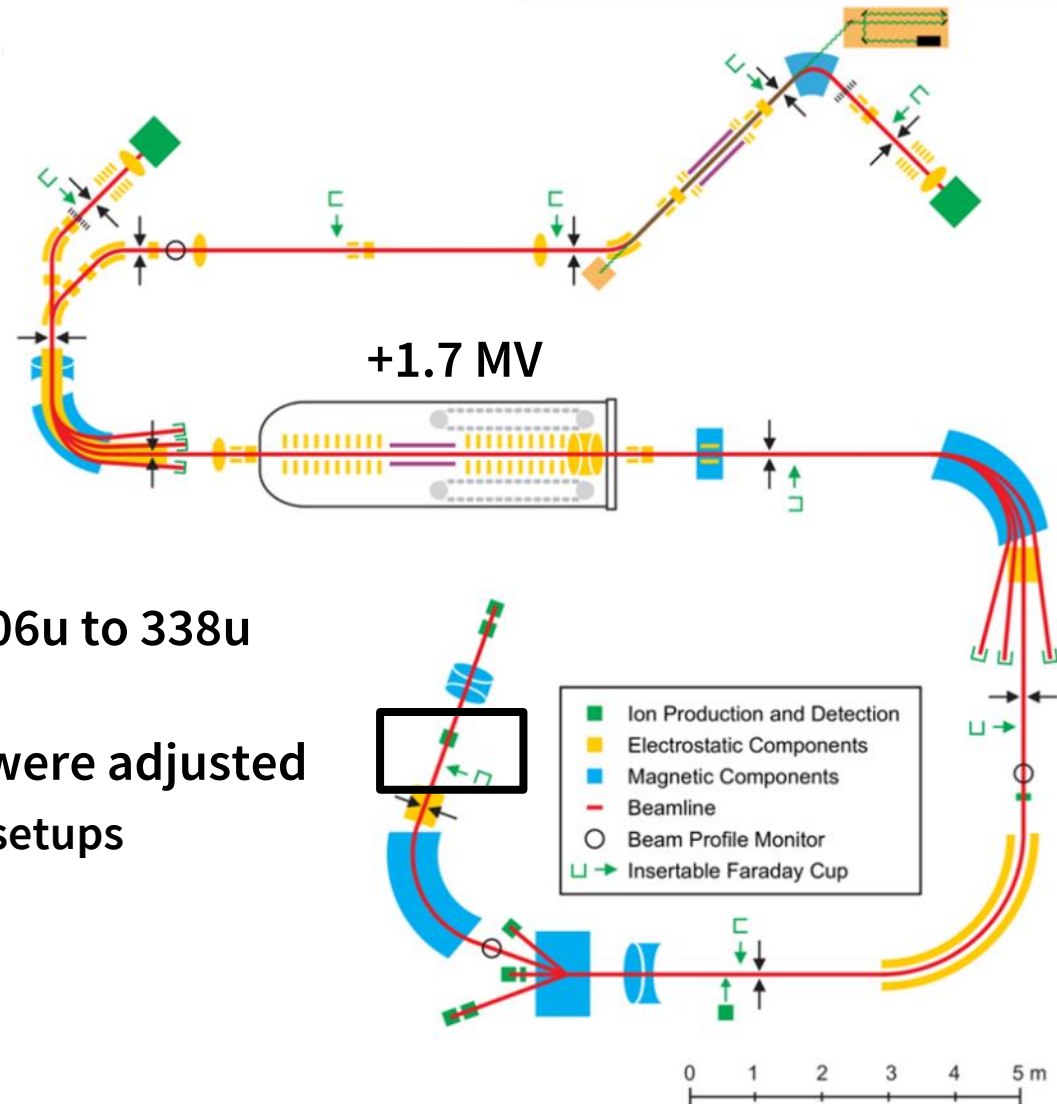 +1.7 MV
06u to 338u
were adjusted
setups
Ion Production and Detection
Electrostatic Components
Magnetic Components
Beamline
Beam Profile Monitor
Insertable Faraday Cup
0 1 2 3 4 5 m